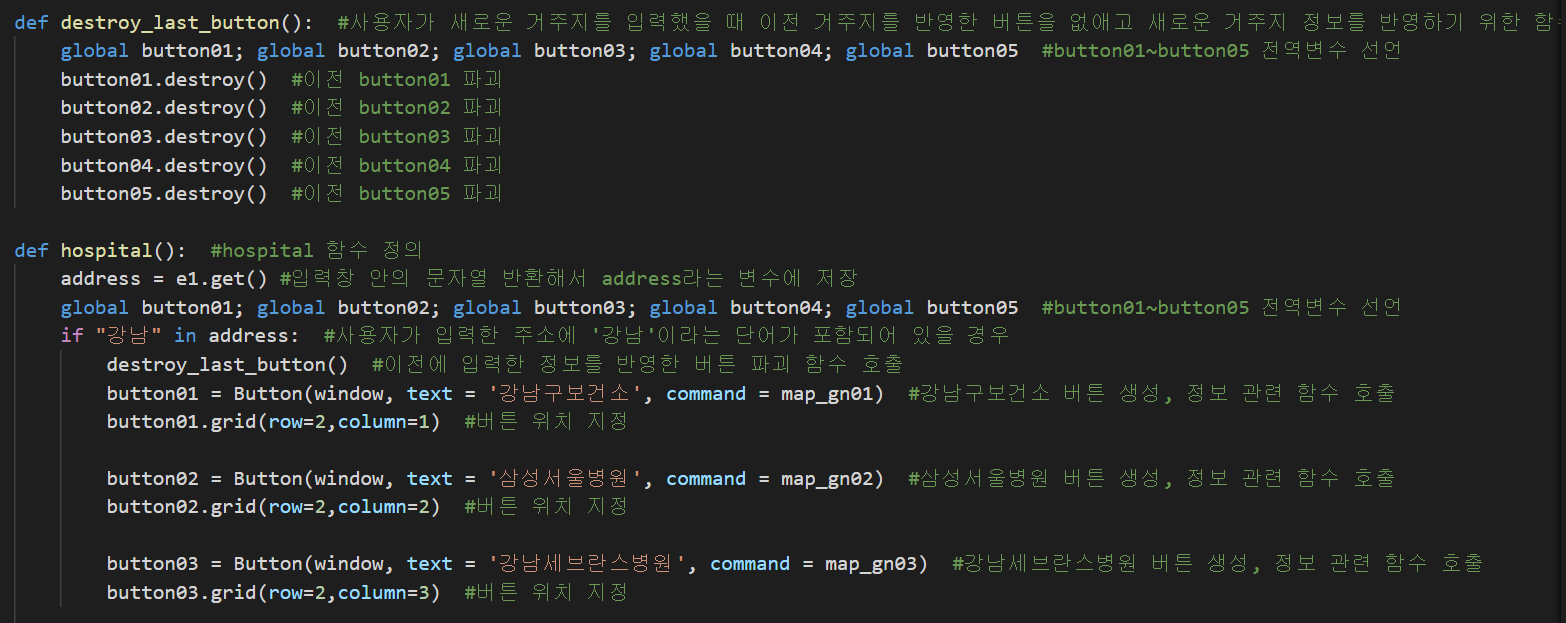 def destroy_last_button():  #사용자가 새로운 거주지를 입력했을 때 이전 거주지를 반영한 버튼을 없애고 새로운 거주지 정보를 반영하기 위한
    global button01; global button02; global button03; global button04; global button05  #button01~button05 전역변수 선언
    button01.destroy()  #이전 button01 파괴
    button02.destroy()  #이전 button02 파괴
    button03.destroy()  #이전 button03 파괴
    button04.destroy()  #이전 button04 파괴
    button05.destroy()  #이전 button05 파괴
def hospital():  #hospital 함수 정의
    address = e1.get() #입력창 안의 문자열 반환해서 address라는 변수에 저장
    global button01; global button02; global button03; global button04; global button05  #button01~button05 전역변수 선언
    if "강남" in address:  #사용자가 입력한 주소에 '강남'이라는 단어가 포함되어 있을 경우
        destroy_last_button()  #이전에 입력한 정보를 반영한 버튼 파괴 함수 호출
        button01 = Button(window, text = '강남구보건소', command = map_gn01)  #강남구보건소 버튼 생성, 정보 관련 함수 호출
        button01.grid(row=2,column=1)  #버튼 위치 지정
        button02 = Button(window, text = '삼성서울병원', command = map_gn02)  #삼성서울병원 버튼 생성, 정보 관련 함수 호출
        button02.grid(row=2,column=2)  #버튼 위치 지정
        button03 = Button(window, text = '강남세브란스병원', command = map_gn03)  #강남세브란스병원 버튼 생성, 정보 관련 함수 호출
        button03.grid(row=2,column=3)  #버튼 위치 지정